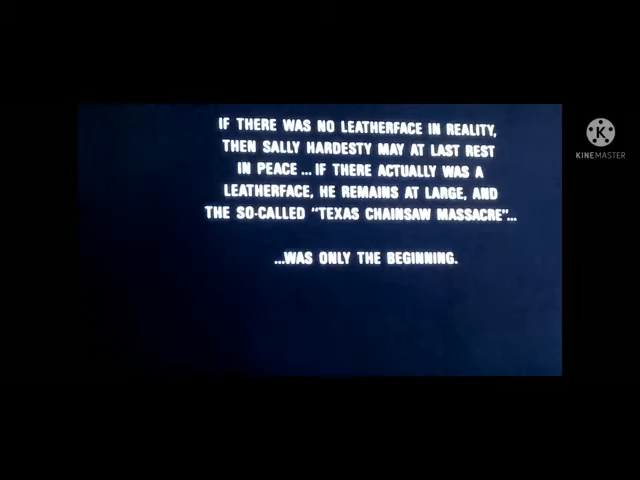 IF THERE WAS NO LEATHERFACE IN REALITY,
THEN SALLY HARDESTY MAY AT LAST REST
IN PEACE ... IF THERE ACTUALLY WAS A
LEATHERFACE, HE REMAINS AT LARGE, AND
THE SO-CALLED "TEXAS CHAINSAW MASSACRE"...
...WAS ONLY THE BEGINNING.
K
KINEMASTER